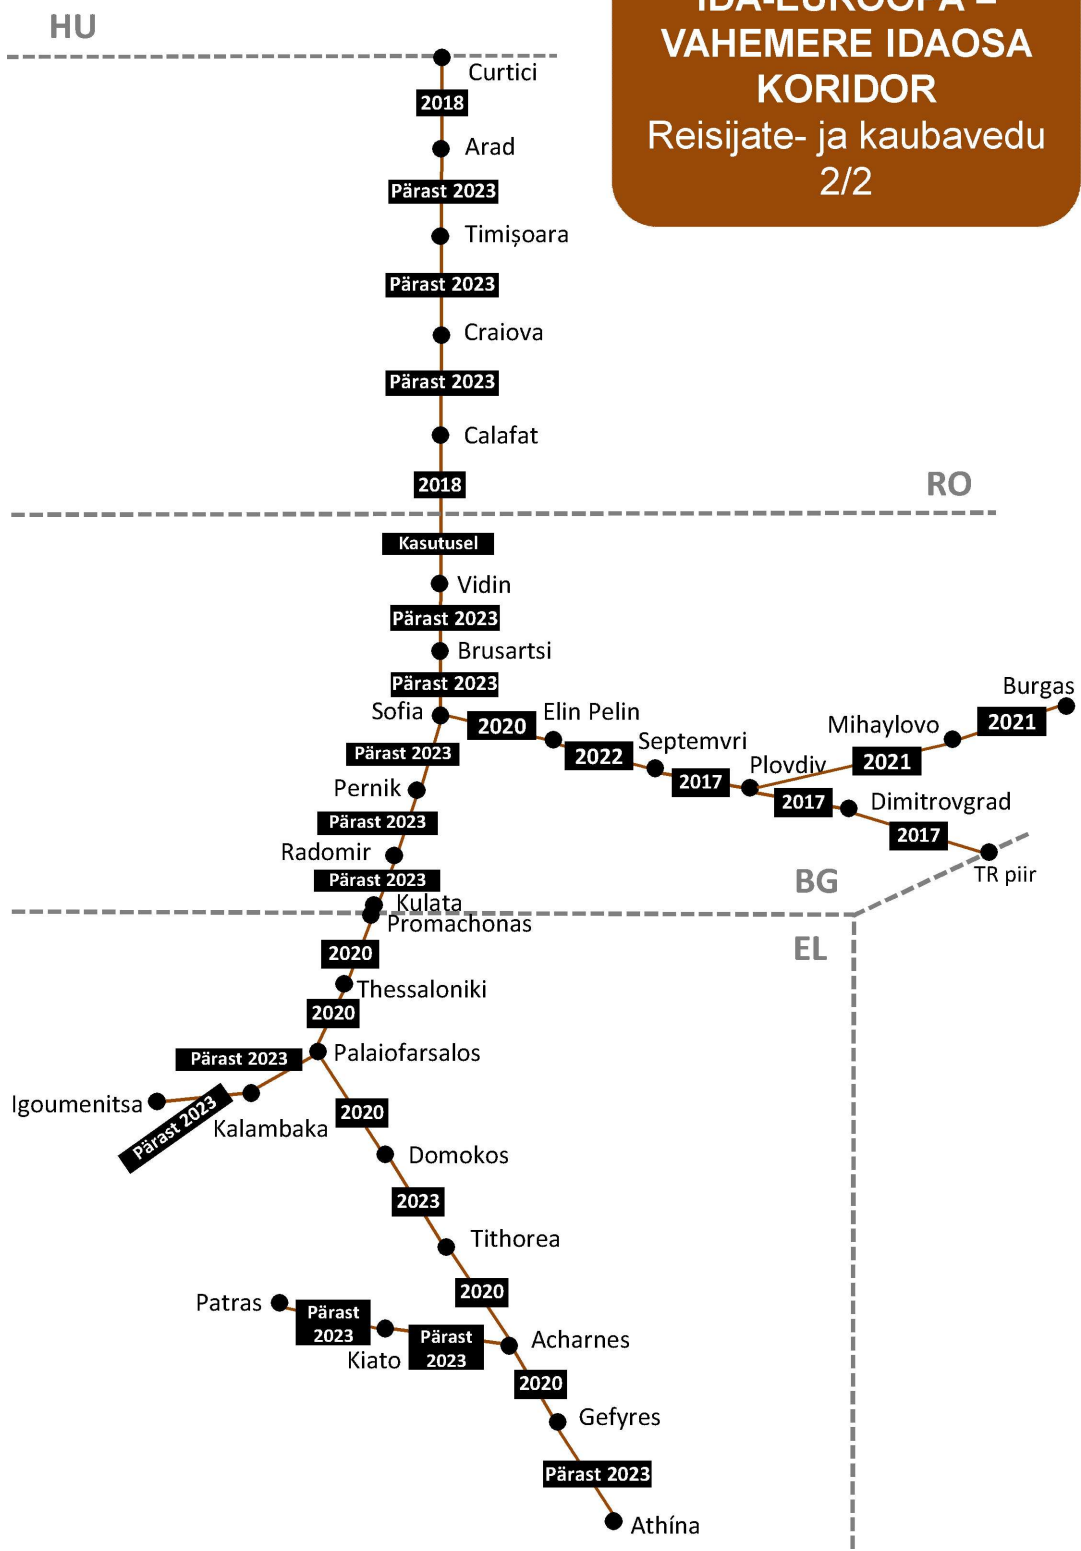 HU
IDA-EUROOPA –
VAHEMERE IDAOSA
KORIDOR
Reisijate- ja kaubavedu
2/2
Curtici
2018
Arad
Pärast 2023
Timișoara
Pärast 2023
Craiova
Pärast 2023
Calafat
2018
RO
Kasutusel
Vidin
Pärast 2023
Brusartsi
Pärast 2023
Sofia
2020
Elin Pelin
2022
Septemvri
2017
Plovdiv
2021
Mihaylovo
2021
Burgas
2017
Dimitrovgrad
2017
TR piir
Pärast 2023
Pernik
Pärast 2023
Radomir
Pärast 2023
BG
Kulata
Promachonas
EL
2020
Thessaloniki
2020
Palaiofarsalos
Pärast 2023
Igoumenitsa
Pärast 2023
Kalambaka
2020
Domokos
2023
Tithorea
2020
Patras
Pärast
2023
Kiato
Pärast
2023
Acharnes
2020
Gefyres
Pärast 2023
Athína